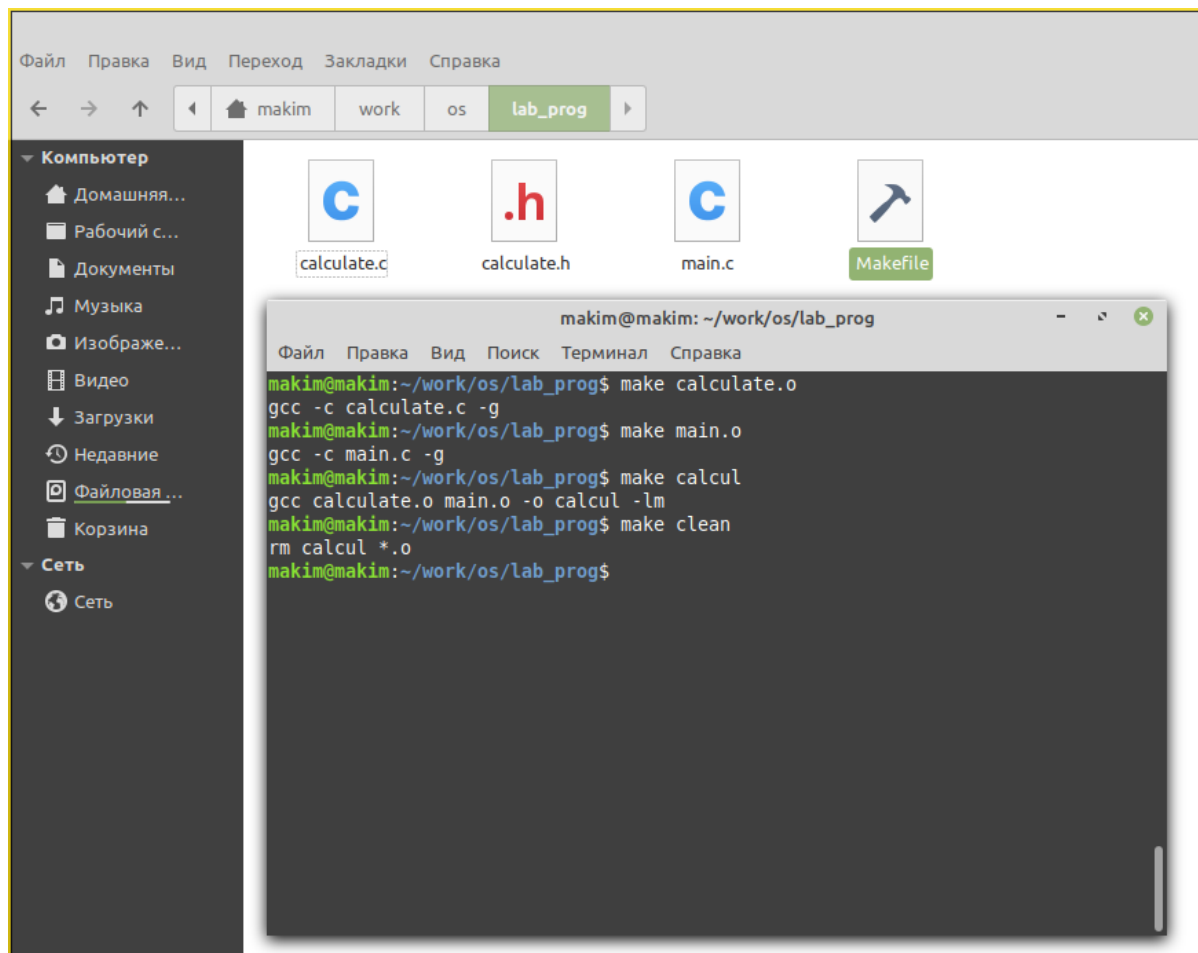 Файл Правка Вид Переход Закладки Справка
makim work os lab_prog
Компьютер
Домашняя...
Рабочий с...
Документы
Музыка
Изображе...
Видео
Загрузки
Недавние
Файловая ...
Корзина
Сеть
Сеть
C .h C
calculate.c calculate.h main.c Makefile
makim@makim: ~/work/os/lab_prog
Файл Правка Вид Поиск Терминал Справка
makim@makim:~/work/os/lab_prog$ make calculate.o
gcc -c calculate.c -g
makim@makim:~/work/os/lab_prog$ make main.o
gcc -c main.c -g
makim@makim:~/work/os/lab_prog$ make calcul
gcc calculate.o main.o -o calcul -lm
makim@makim:~/work/os/lab_prog$ make clean
rm calcul *.o
makim@makim:~/work/os/lab_prog$